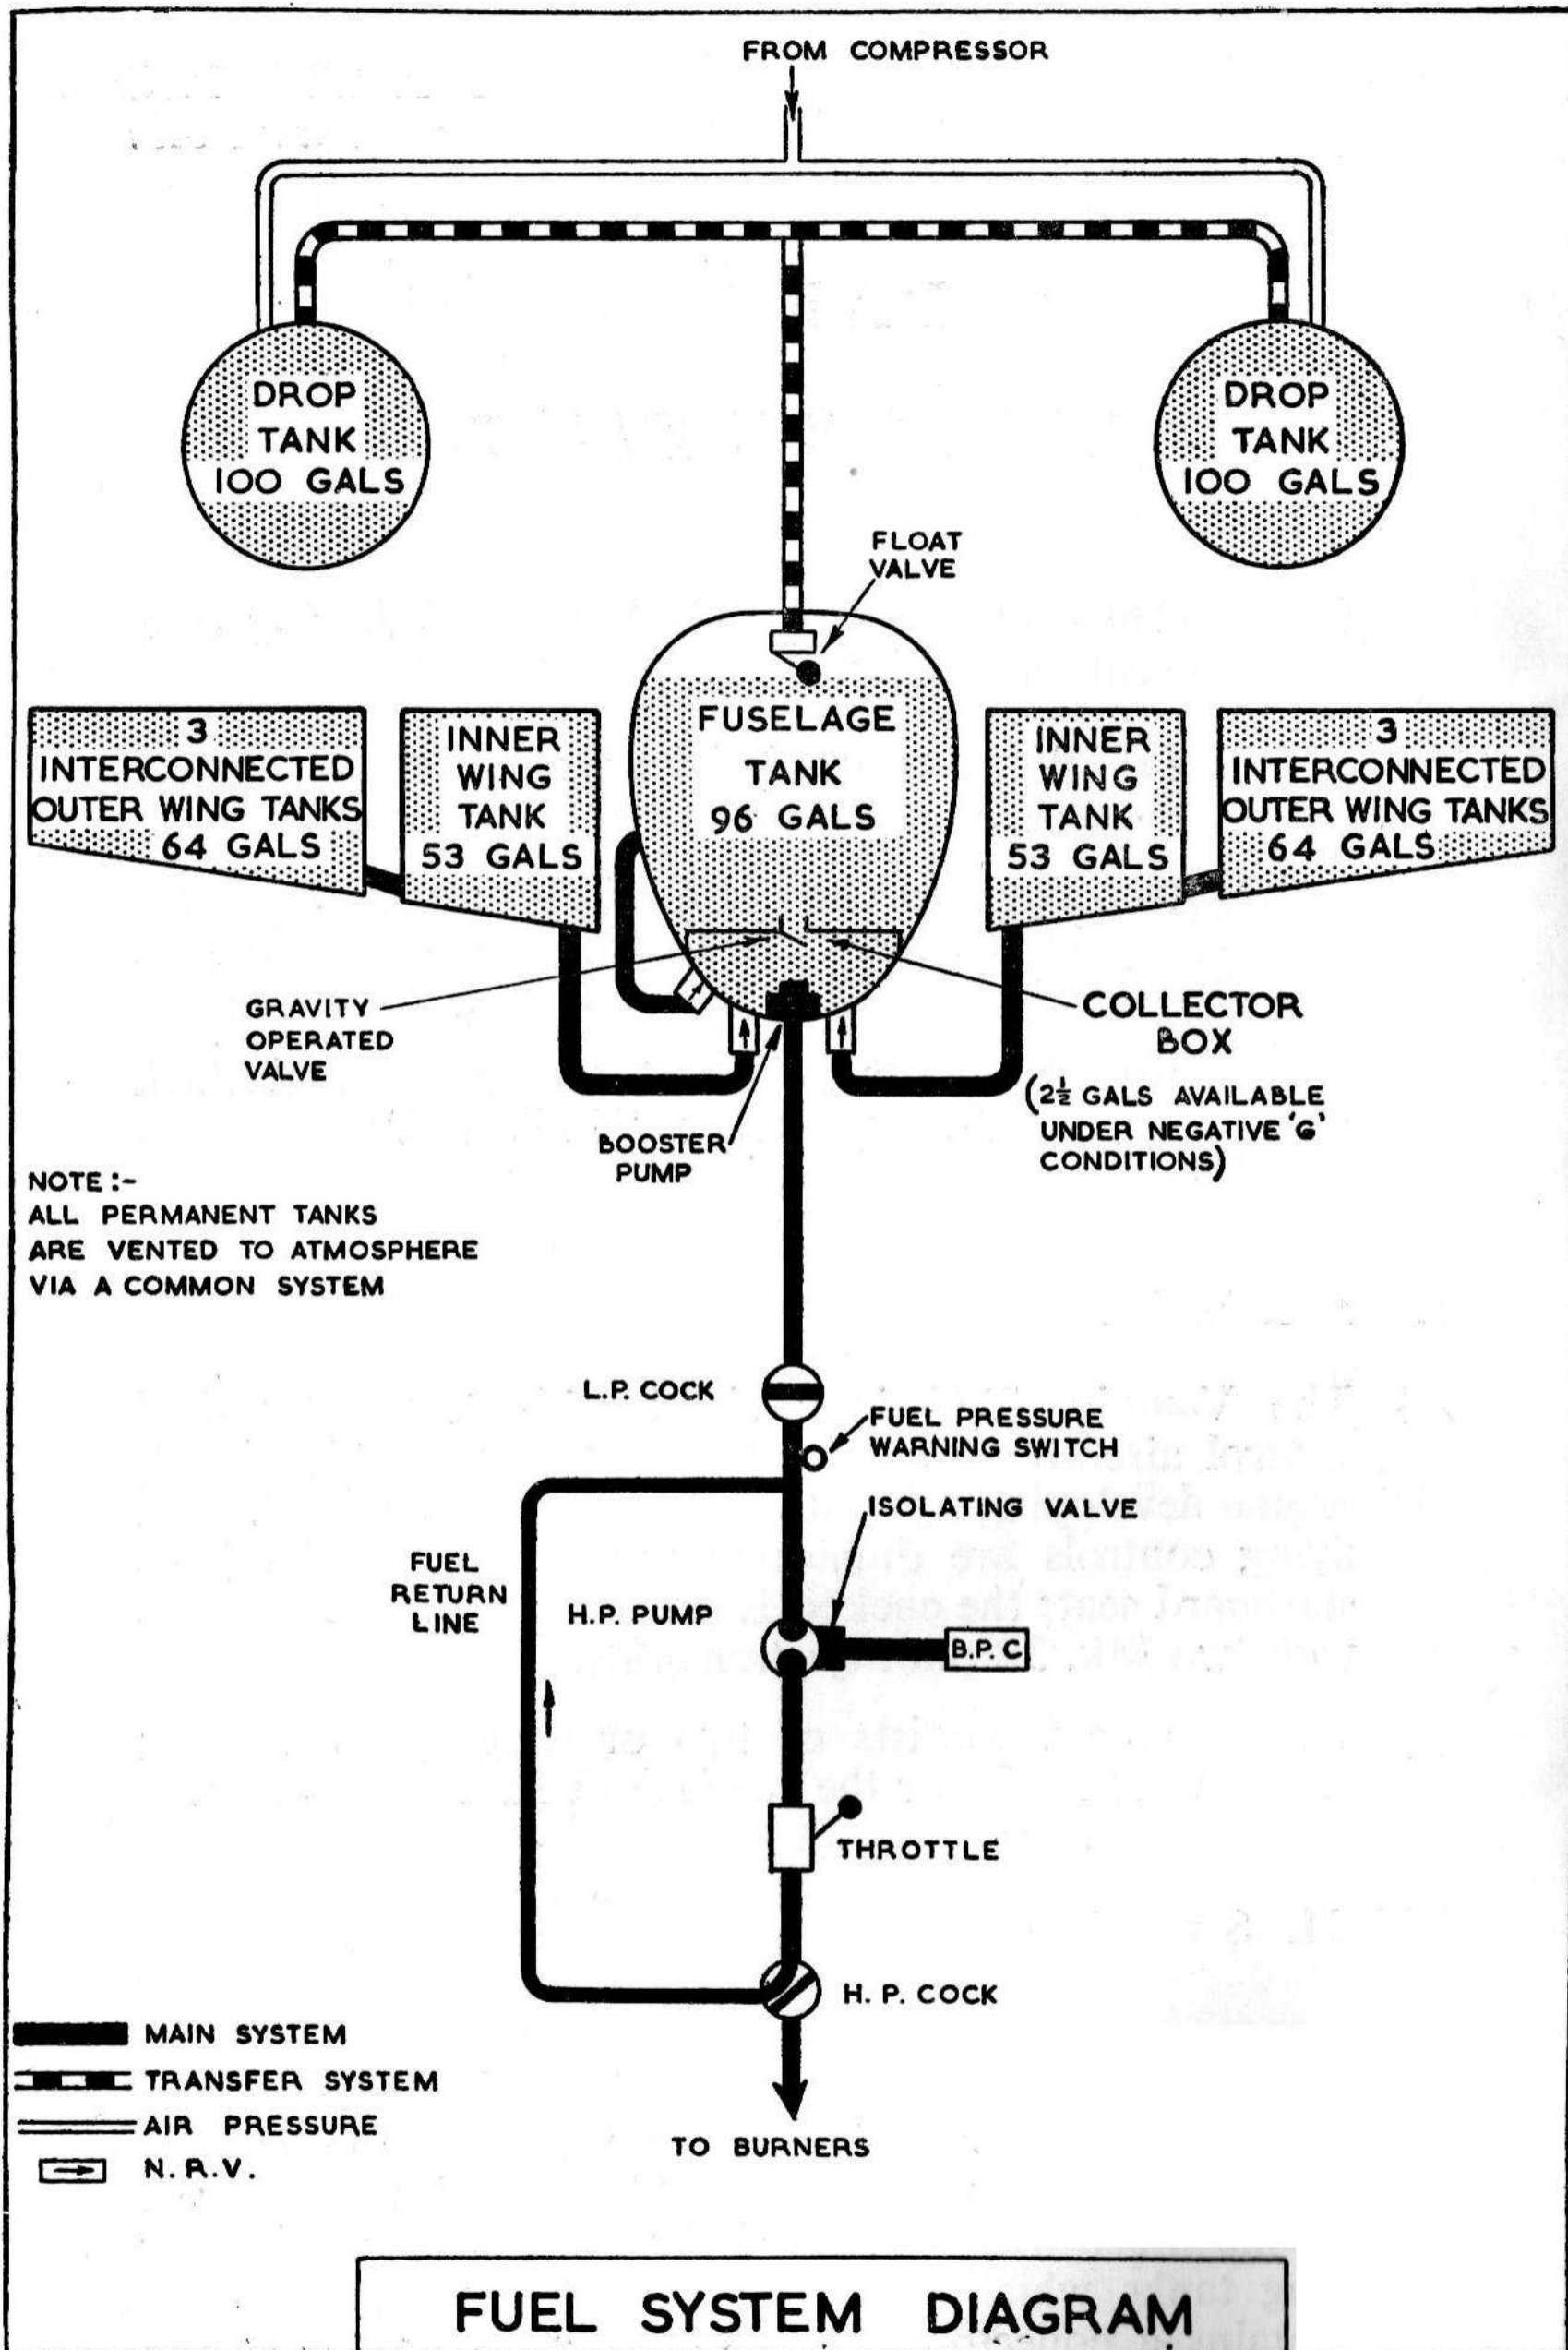 FROM COMPRESSOR
DROP
TANK
100 GALS
DROP
TANK
100 GALS
FLOAT
VALVE
3
INTERCONNECTED
OUTER WING TANKS
64 GALS
INNER
WING
TANK
53 GALS
FUSELAGE
TANK
96 GALS
INNER
WING
TANK
53 GALS
3
INTERCONNECTED
OUTER WING TANKS
64 GALS
GRAVITY
OPERATED
VALVE
COLLECTOR
BOX
(2½ GALS AVAILABLE
UNDER NEGATIVE 'G'
CONDITIONS)
BOOSTER
PUMP
NOTE :-
ALL PERMANENT TANKS
ARE VENTED TO ATMOSPHERE
VIA A COMMON SYSTEM
L.P. COCK
FUEL PRESSURE
WARNING SWITCH
ISOLATING VALVE
FUEL
RETURN
LINE
H.P. PUMP
B.P.C
THROTTLE
H. P. COCK
MAIN SYSTEM
TRANSFER SYSTEM
AIR PRESSURE
N. R. V.
TO BURNERS
FUEL SYSTEM DIAGRAM